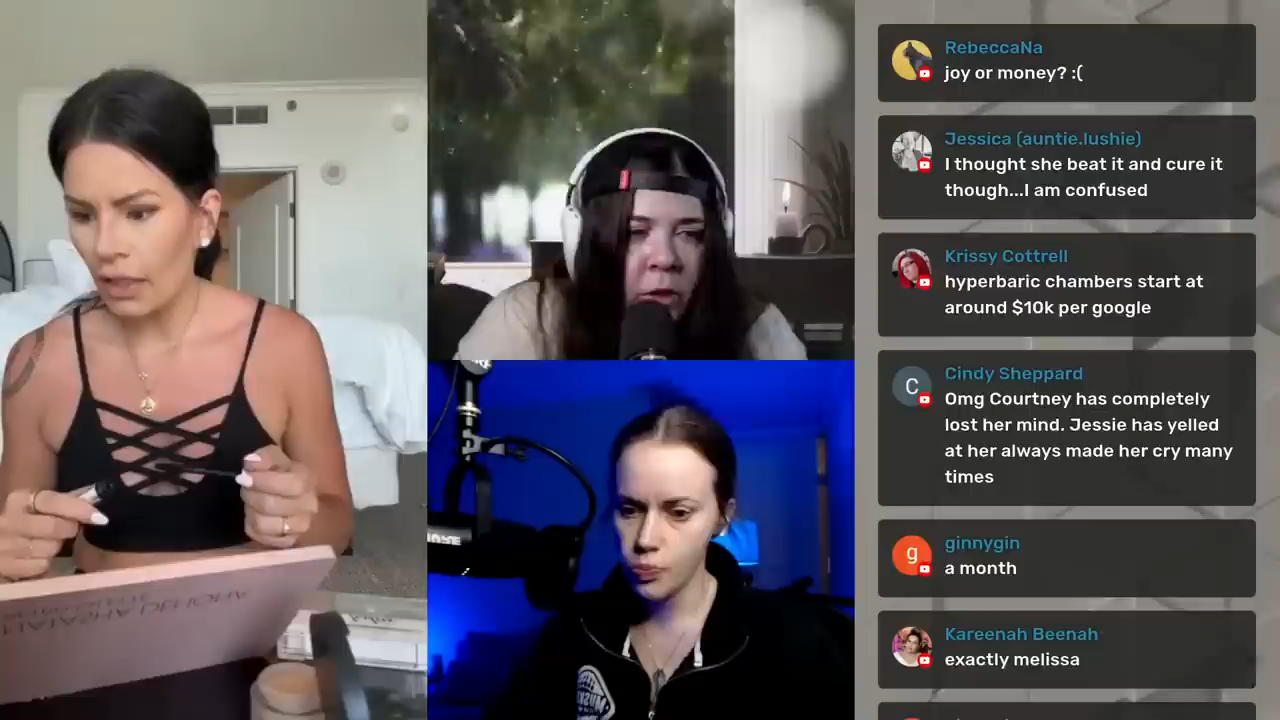 RebeccaNa
joy or money? :(
Jessica (auntie.lushie)
I thought she beat it and cure it
though...I am confused
Krissy Cottrell
hyperbaric chambers start at
around $10k per google
C
Cindy Sheppard
Omg Courtney has completely
lost her mind. Jessie has yelled
at her always made her cry many
times
g
ginnygin
a month
Kareenah Beenah
exactly melissa